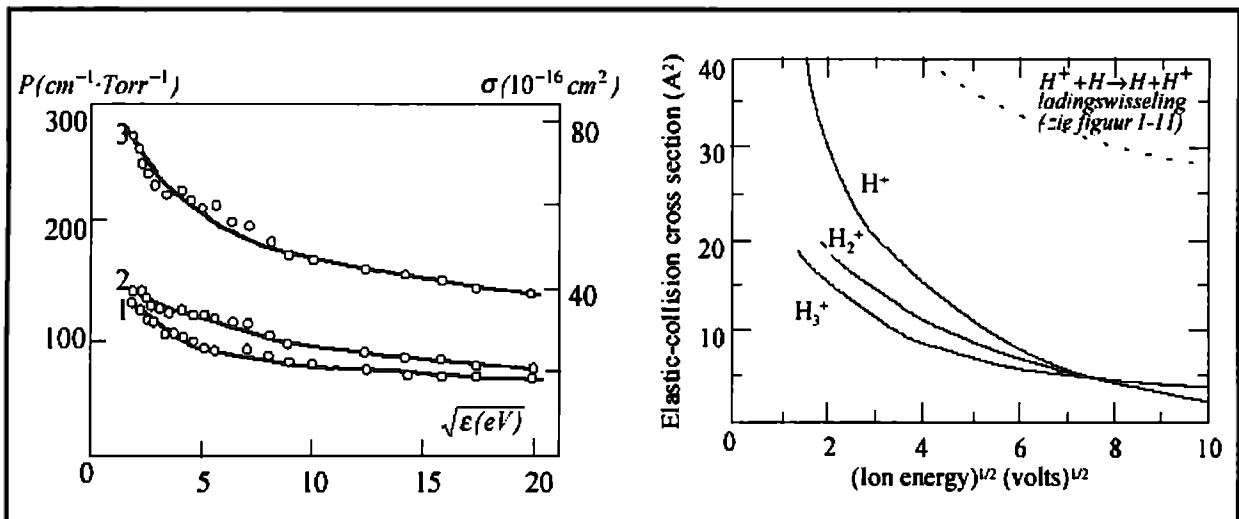 P(cm⁻¹·Torr⁻¹)
σ(10⁻¹⁶ cm²)
300
200
100
0
80
40
3
2
1
√ε(eV)
0 5 10 15 20
Elastic-collision cross section (A²)
40
30
20
10
0
H⁺ + H → H + H⁺
ladingswisseling
(zie figuur 1-11)
H⁺
H₂⁺
H₃⁺
2 4 6 8 10
(Ion energy)¹/² (volts)¹/²